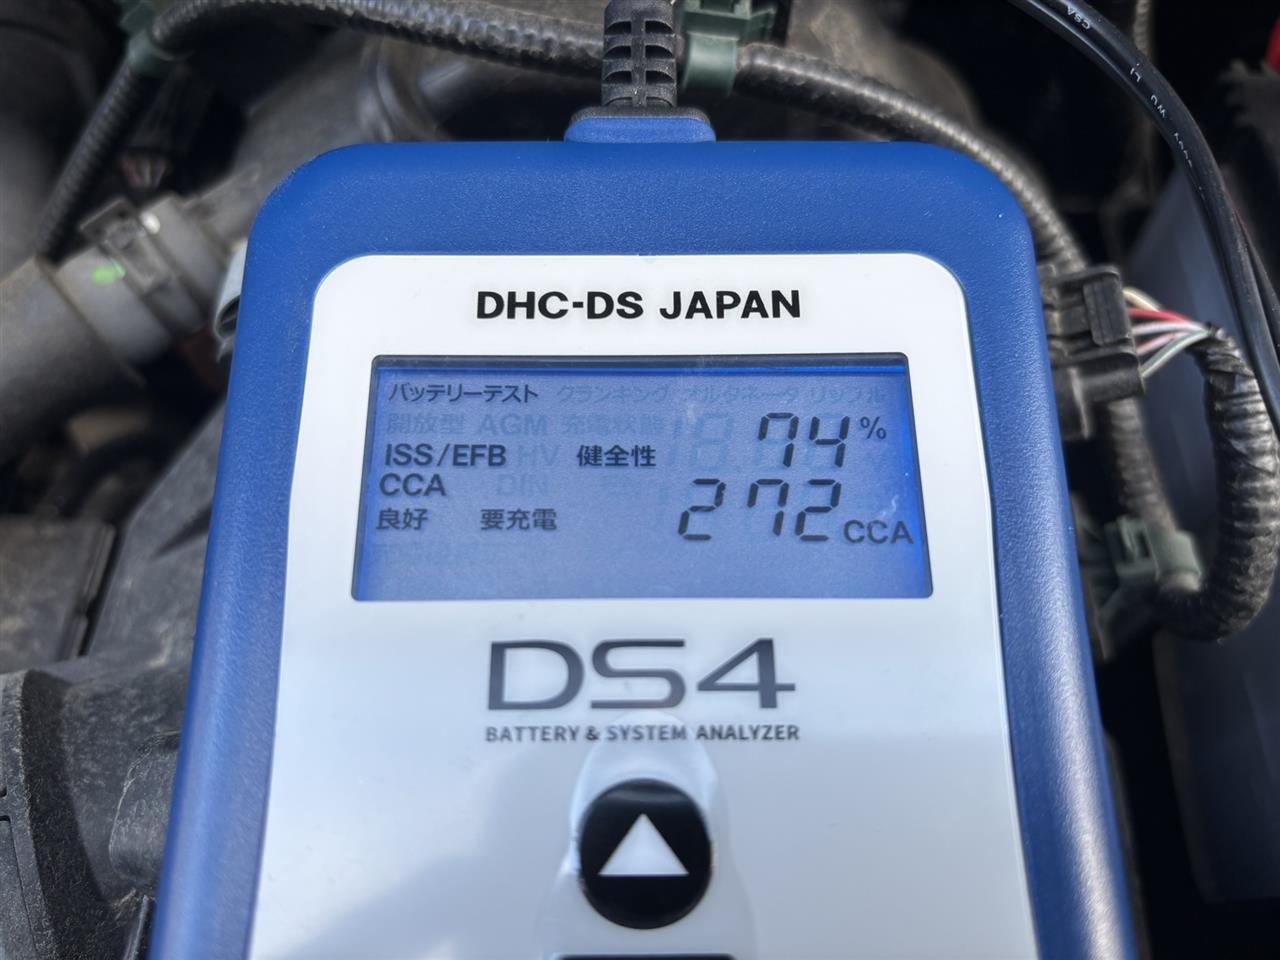 DHC-DS JAPAN
バッテリーテスト クランキング オルタネータ リップル
開放型 AGM 充電状態 74 %
ISS/EFB HV 健全性
CCA DIN 272 CCA
良好 要充電
DS4
BATTERY & SYSTEM ANALYZER